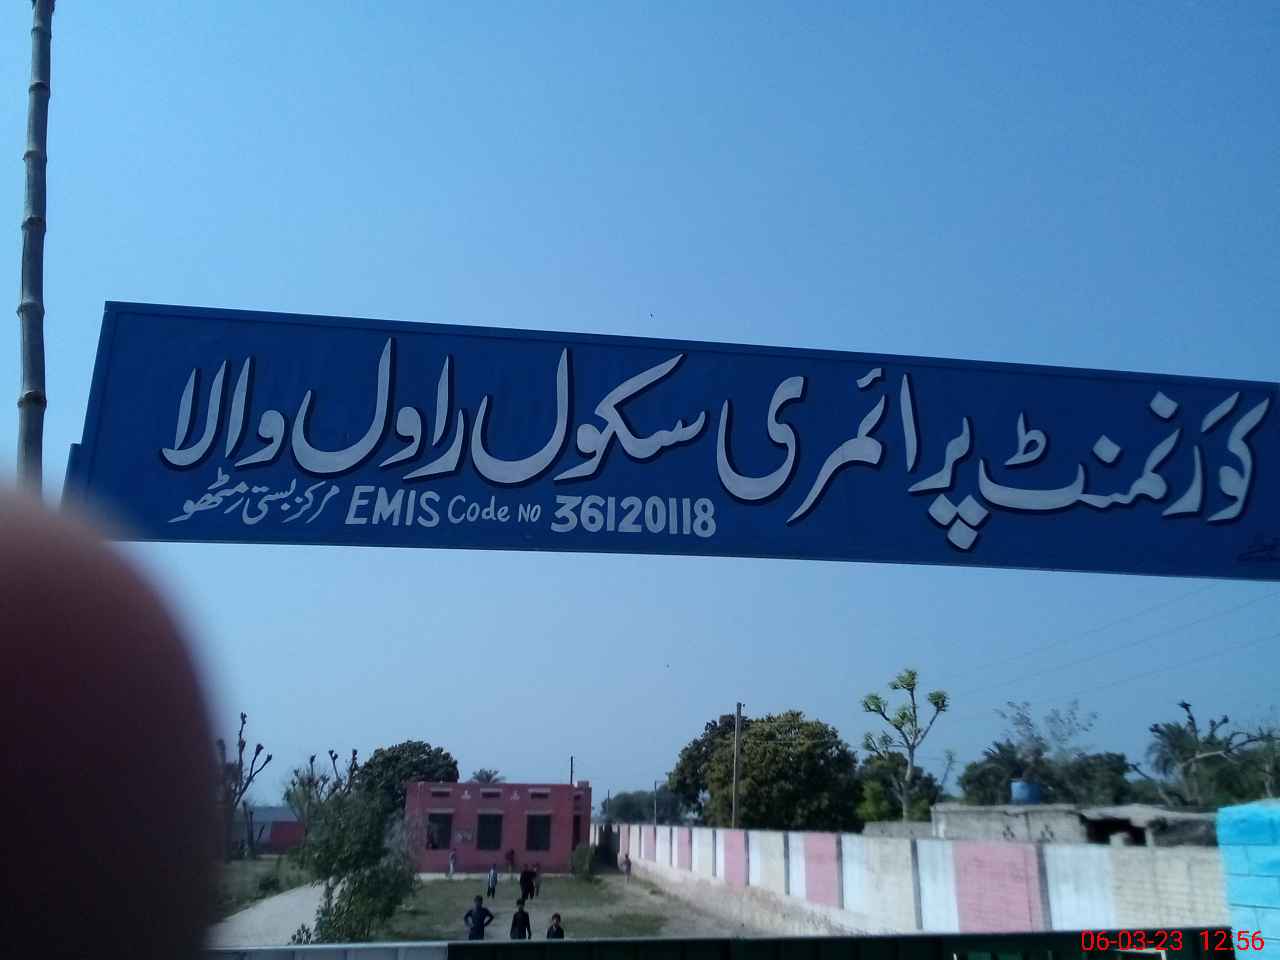 گورنمنٹ پرائمری سکول راول والا
EMIS Code NO 36120118 مرکز بستی رمٹھو
06-03-23 12:56